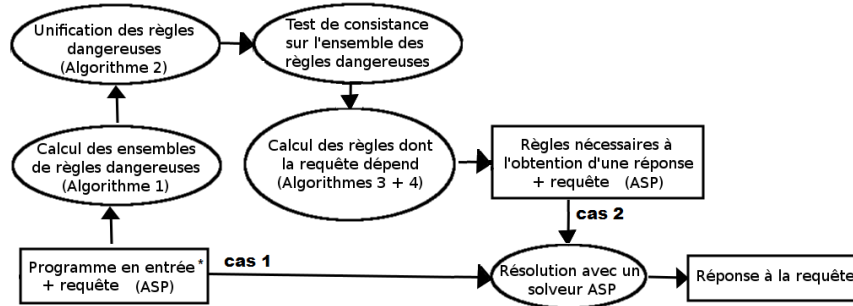 Unification des règles
dangereuses
(Algorithme 2)
Test de consistance
sur l'ensemble des
règles dangereuses
Calcul des ensembles
de règles dangereuses
(Algorithme 1)
Calcul des règles dont
la requête dépend
(Algorithmes 3 + 4)
Règles nécessaires à
l'obtention d'une réponse
+ requête (ASP)
cas 2
Programme en entrée *
+ requête (ASP)
cas 1
Résolution avec un
solveur ASP
Réponse à la requête